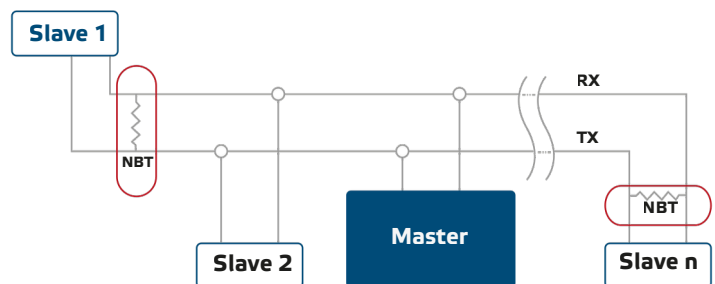 Slave 1
RX
TX
NBT
NBT
Master
Slave 2
Slave n